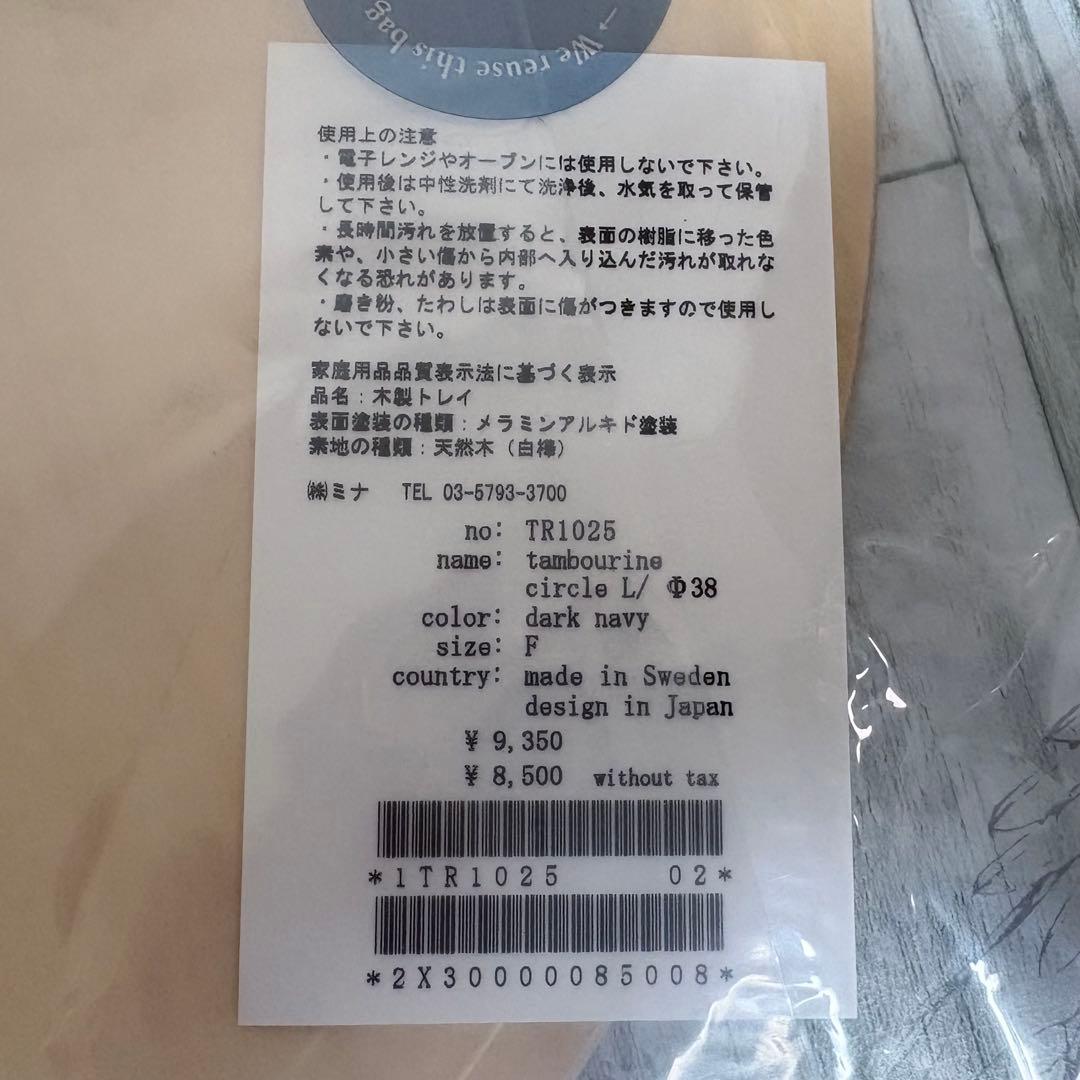 → We reuse this bag
使用上の注意
・電子レンジやオーブンには使用しないで下さい。
・使用後は中性洗剤にて洗浄後、水気を取って保管
して下さい。
・長時間汚れを放置すると、表面の樹脂に移った色
素や、小さい傷から内部へ入り込んだ汚れが取れな
くなる恐れがあります。
・磨き粉、たわしは表面に傷がつきますので使用し
ないで下さい。
家庭用品品質表示法に基づく表示
品名：木製トレイ
表面塗装の種類：メラミンアルキド塗装
素地の種類：天然木（白樺）
㈱ミナ TEL 03-5793-3700
no: TR1025
name: tambourine
circle L/ Φ38
color: dark navy
size: F
country: made in Sweden
design in Japan
¥ 9,350
¥ 8,500 without tax
*1TR1025 02*
*2X30000085008*